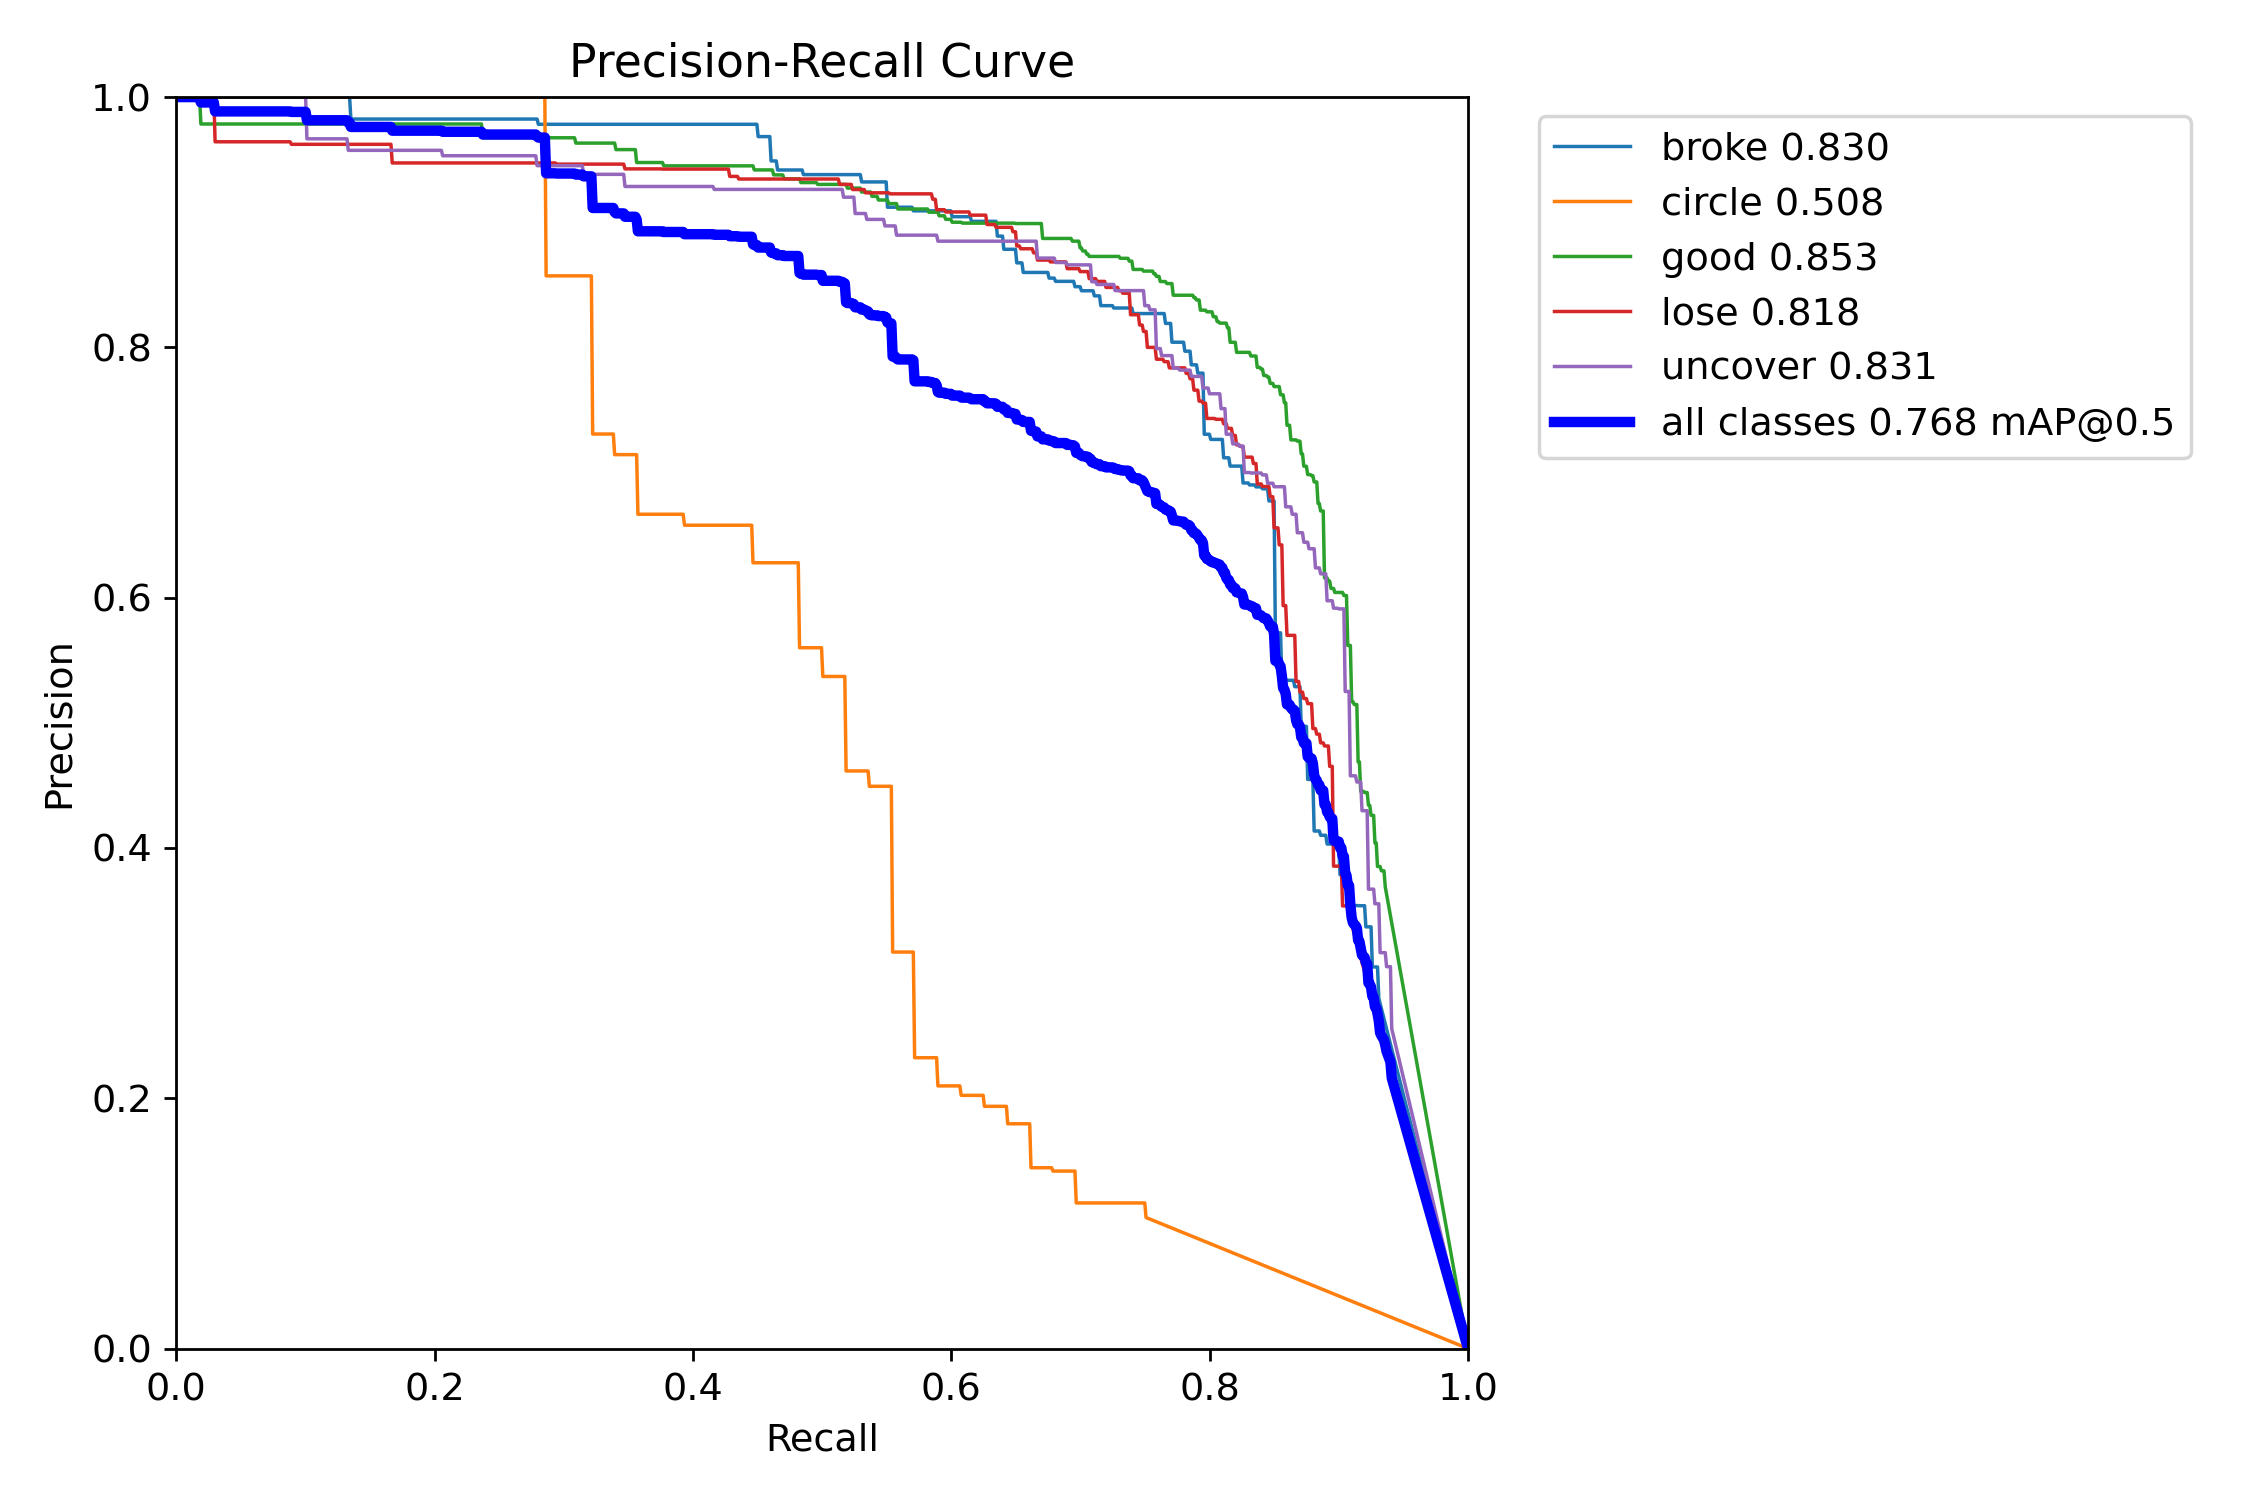 Precision-Recall Curve
1.0
0.8
0.6
0.4
0.2
0.0
Precision
0.0 0.2 0.4 0.6 0.8 1.0
Recall
broke 0.830
circle 0.508
good 0.853
lose 0.818
uncover 0.831
all classes 0.768 mAP@0.5